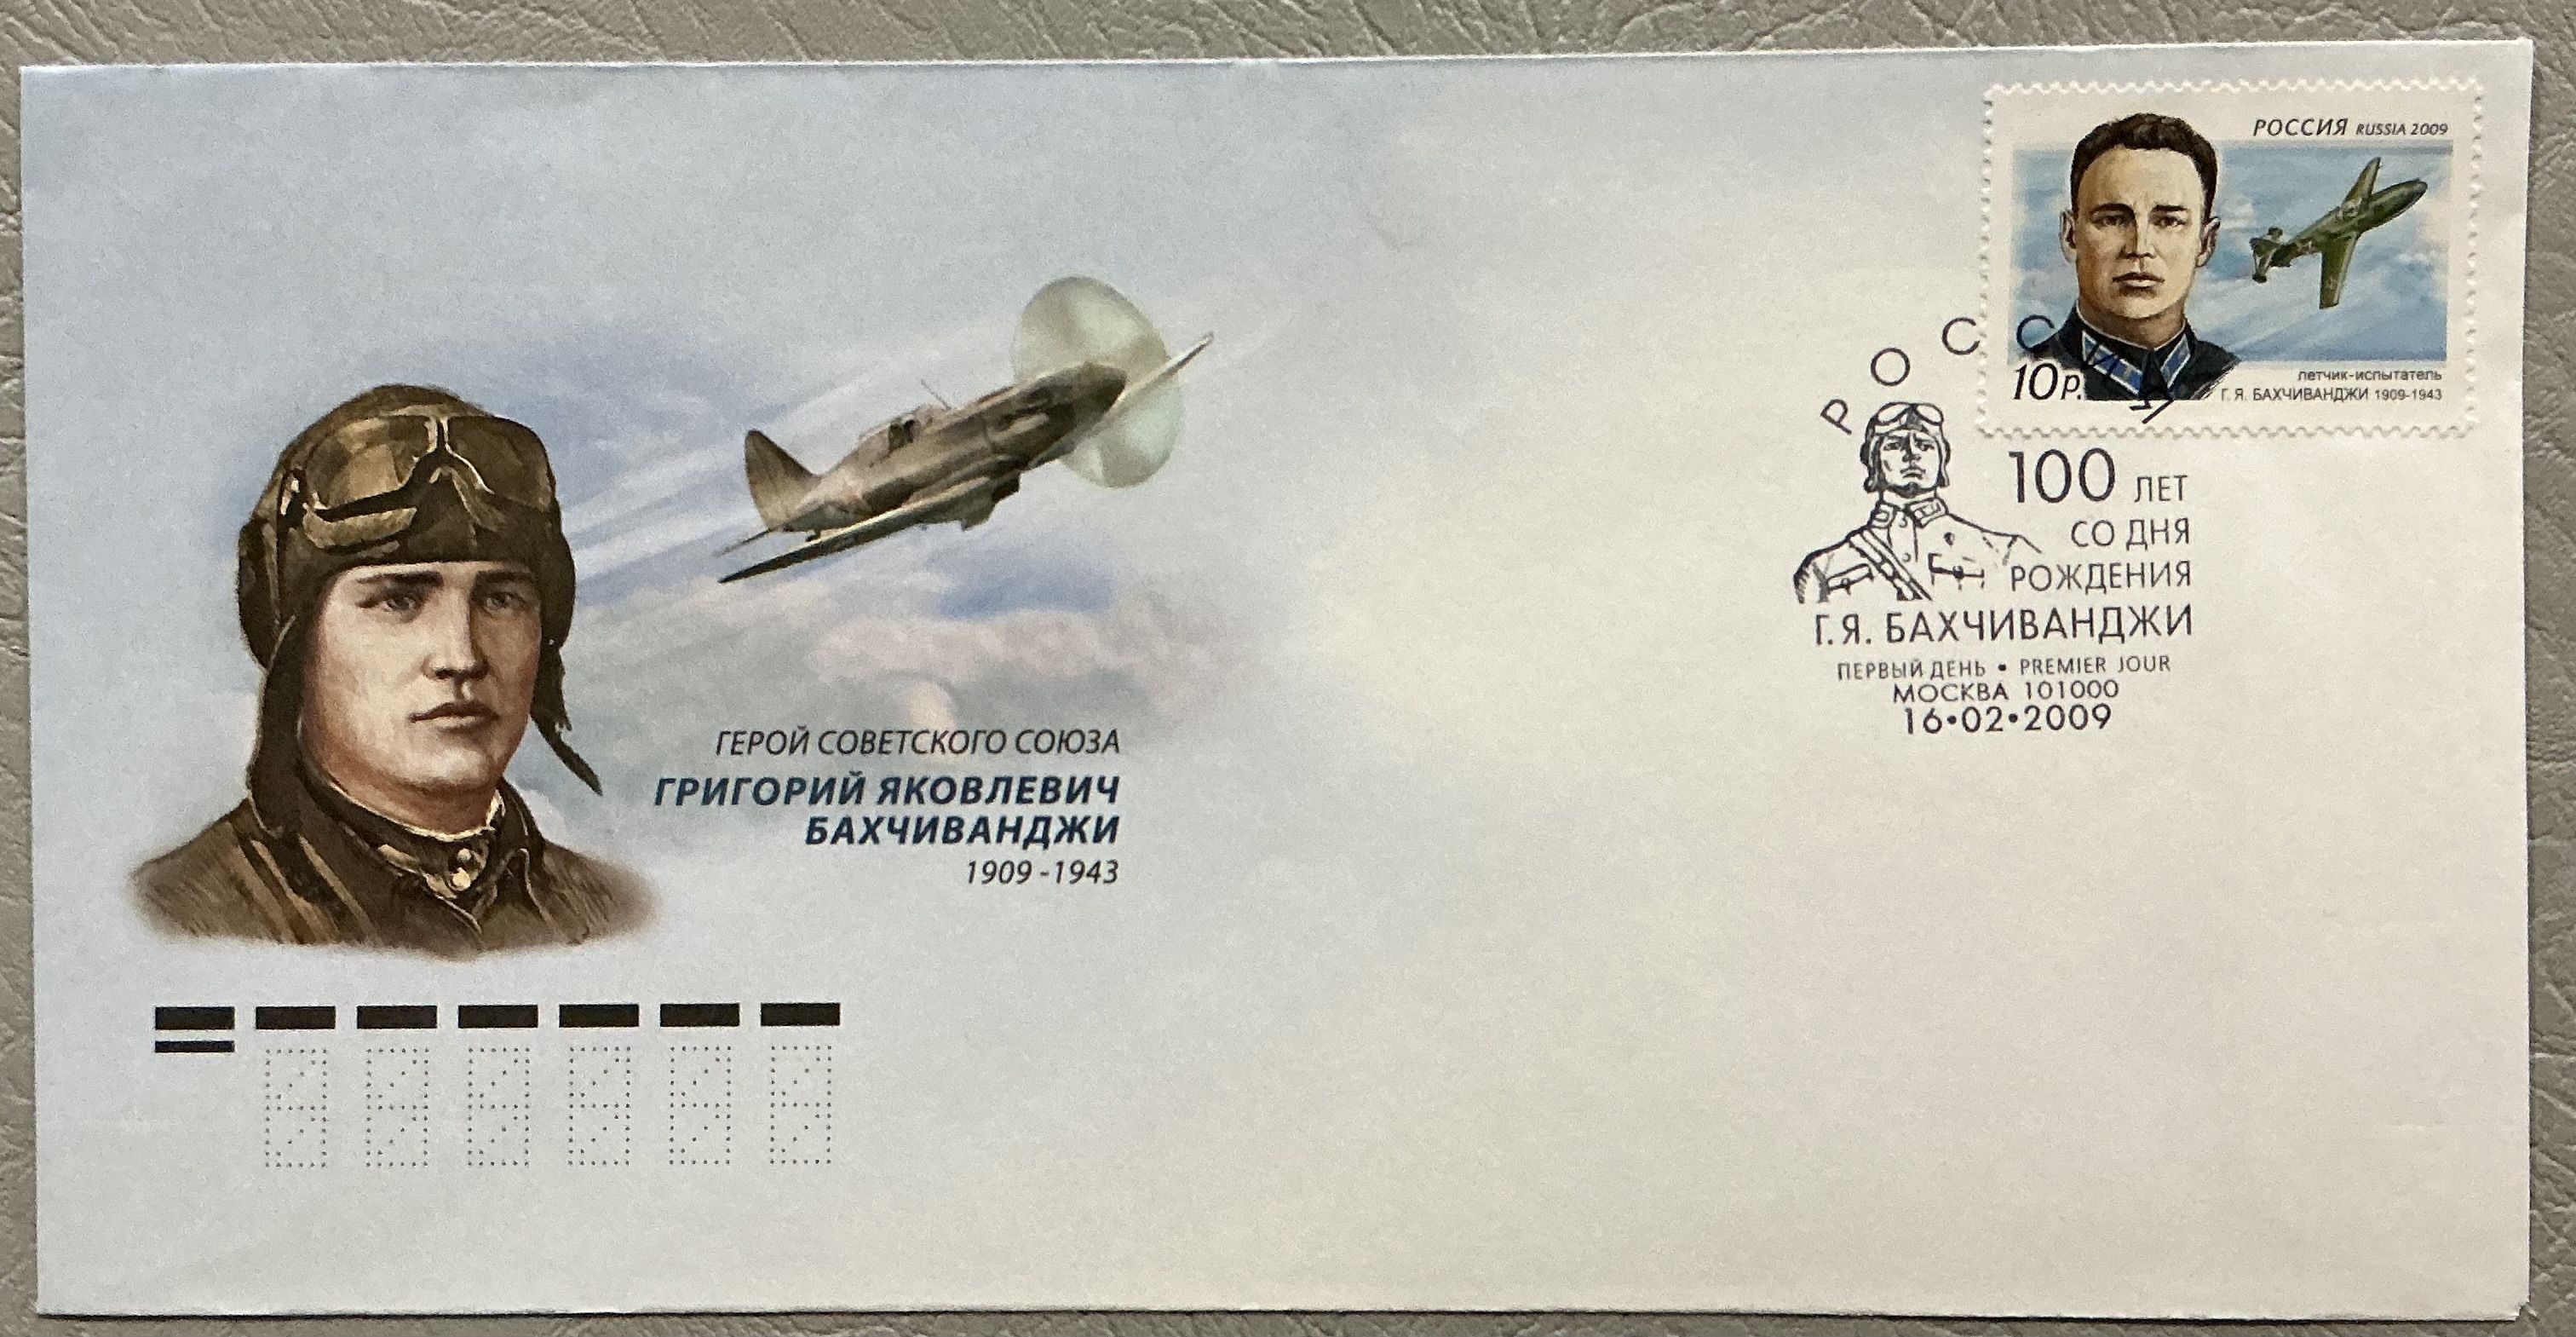 ГЕРОЙ СОВЕТСКОГО СОЮЗА
ГРИГОРИЙ ЯКОВЛЕВИЧ
БАХЧИВАНДЖИ
1909 - 1943
РОССИЯ RUSSIA 2009
10р.
летчик-испытатель
Г. Я. БАХЧИВАНДЖИ 1909-1943
РОССИЯ
100 ЛЕТ
СО ДНЯ
РОЖДЕНИЯ
Г. Я. БАХЧИВАНДЖИ
ПЕРВЫЙ ДЕНЬ • PREMIER JOUR
МОСКВА 101000
16•02•2009